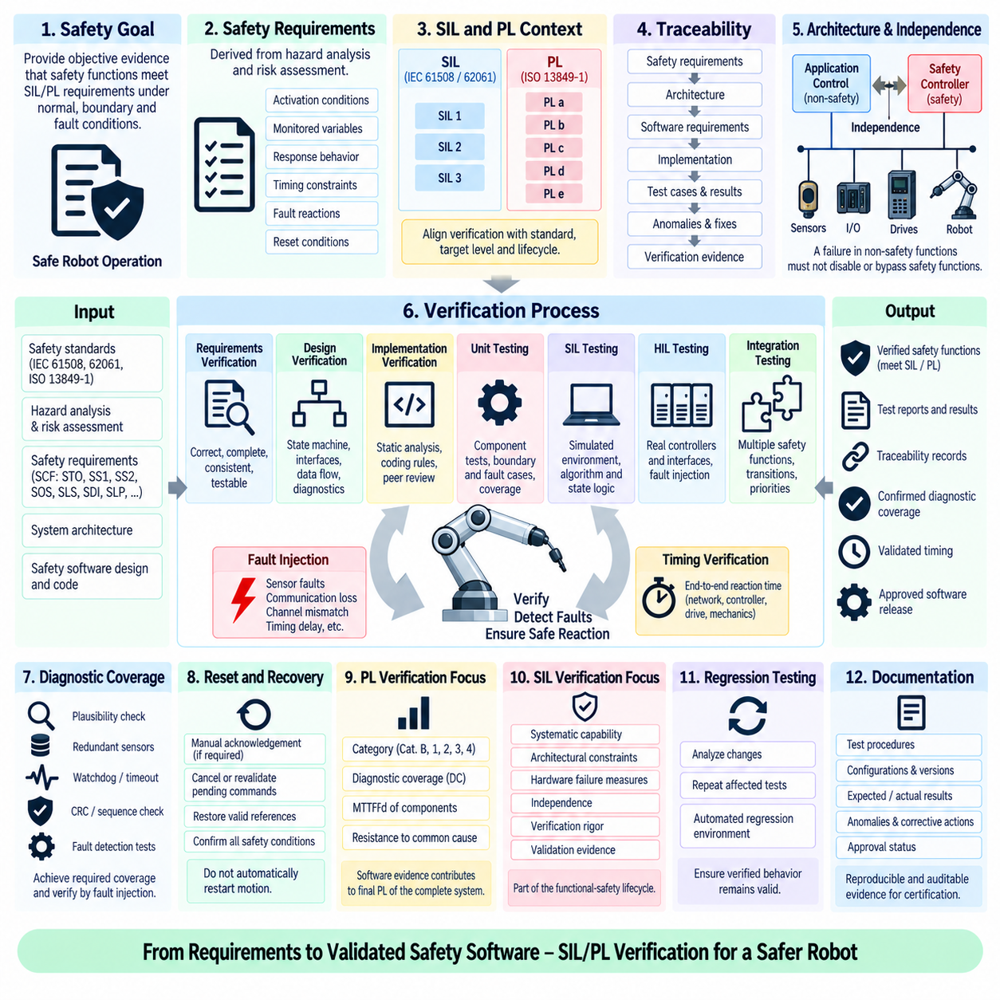 1. Safety Goal
Provide objective evidence
that safety functions meet
SIL/PL requirements under
normal, boundary and
fault conditions.
Safe Robot Operation
2. Safety Requirements
Derived from hazard analysis
and risk assessment.
Activation conditions
Monitored variables
Response behavior
Timing constraints
Fault reactions
Reset conditions
3. SIL and PL Context
SIL
(IEC 61508 / 62061)
SIL 1
SIL 2
SIL 3
PL
(ISO 13849-1)
PL a
PL b
PL c
PL d
PL e
Align verification with standard,
target level and lifecycle.
4. Traceability
Safety requirements
Architecture
Software requirements
Implementation
Test cases & results
Anomalies & fixes
Verification evidence
5. Architecture & Independence
Application
Control
(non-safety)
Safety
Controller
(safety)
Independence
Sensors
I/O
Drives
Robot
A failure in non-safety functions
must not disable or bypass safety functions.
Input
Safety standards
(IEC 61508, 62061,
ISO 13849-1)
Hazard analysis
& risk assessment
Safety requirements
(SCF: STO, SS1, SS2,
SOS, SLS, SDI, SLP, ...)
System architecture
Safety software design
and code
6. Verification Process
Requirements
Verification
Correct, complete,
consistent,
testable
Design
Verification
State machine,
interfaces,
data flow,
diagnostics
Implementation
Verification
Static analysis,
coding rules,
peer review
Unit Testing
Component
tests, boundary
and fault cases,
coverage
SIL Testing
Simulated
environment,
algorithm and
state logic
HIL Testing
Real controllers
and interfaces,
fault injection
Integration
Testing
Multiple safety
functions,
transitions,
priorities
Fault Injection
Sensor faults
Communication loss
Channel mismatch
Timing delay, etc.
Verify
Detect Faults
Ensure Safe Reaction
Timing Verification
End-to-end reaction time
(network, controller,
drive, mechanics)
Output
Verified safety functions
(meet SIL / PL)
Test reports and results
Traceability records
Confirmed diagnostic
coverage
Validated timing
Approved software
release
7. Diagnostic Coverage
Plausibility check
Redundant sensors
Watchdog / timeout
CRC / sequence check
Fault detection tests
Achieve required coverage
and verify by fault injection.
8. Reset and Recovery
Manual acknowledgement
(if required)
Cancel or revalidate
pending commands
Restore valid references
Confirm all safety conditions
Do not automatically
restart motion.
9. PL Verification Focus
Category (Cat. B, 1, 2, 3, 4)
Diagnostic coverage (DC)
MTTFFd of components
Resistance to common cause
Software evidence contributes
to final PL of the complete system.
10. SIL Verification Focus
Systematic capability
Architectural constraints
Hardware failure measures
Independence
Verification rigor
Validation evidence
Part of the functional-safety lifecycle.
11. Regression Testing
Analyze changes
Repeat affected tests
Automated regression
environment
Ensure verified behavior
remains valid.
12. Documentation
Test procedures
Configurations & versions
Expected / actual results
Anomalies & corrective actions
Approval status
Reproducible and auditable
evidence for certification.
From Requirements to Validated Safety Software – SIL/PL Verification for a Safer Robot